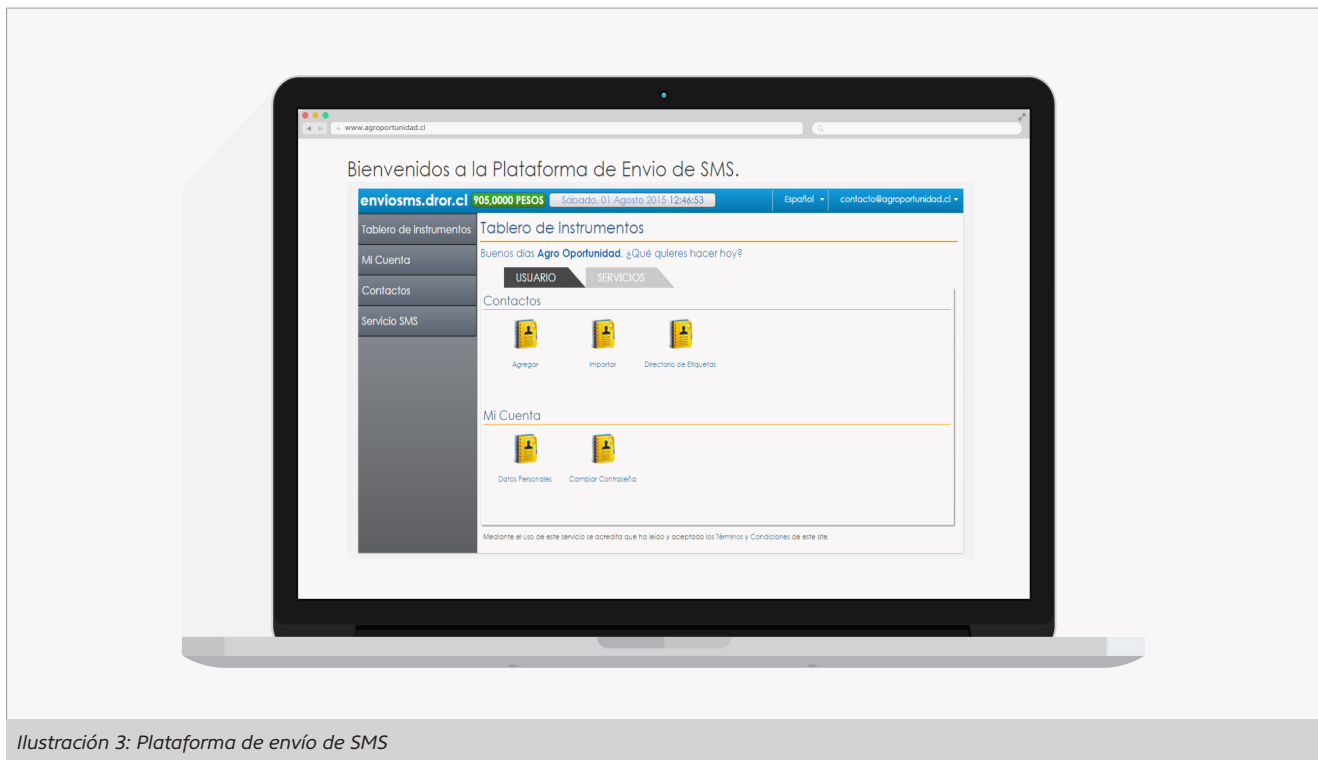 www.agroportunidad.cl
Bienvenidos a la Plataforma de Envio de SMS.
enviosms.dror.cl 905,0000 PESOS Sábado, 01 Agosto 2015 12:46:53 Español contacto@agroportunidad.cl
Tablero de instrumentos
Mi Cuenta
Contactos
Servicio SMS
Tablero de instrumentos
Buenos días Agro Oportunidad. ¿Qué quieres hacer hoy?
USUARIO SERVICIOS
Contactos
Agregar Importar Directorio de Etiquetas
Mi Cuenta
Datos Personales Cambiar Contraseña
Mediante el uso de este servicio se acredita que ha leído y aceptado los Términos y Condiciones de este site.
Ilustración 3: Plataforma de envío de SMS